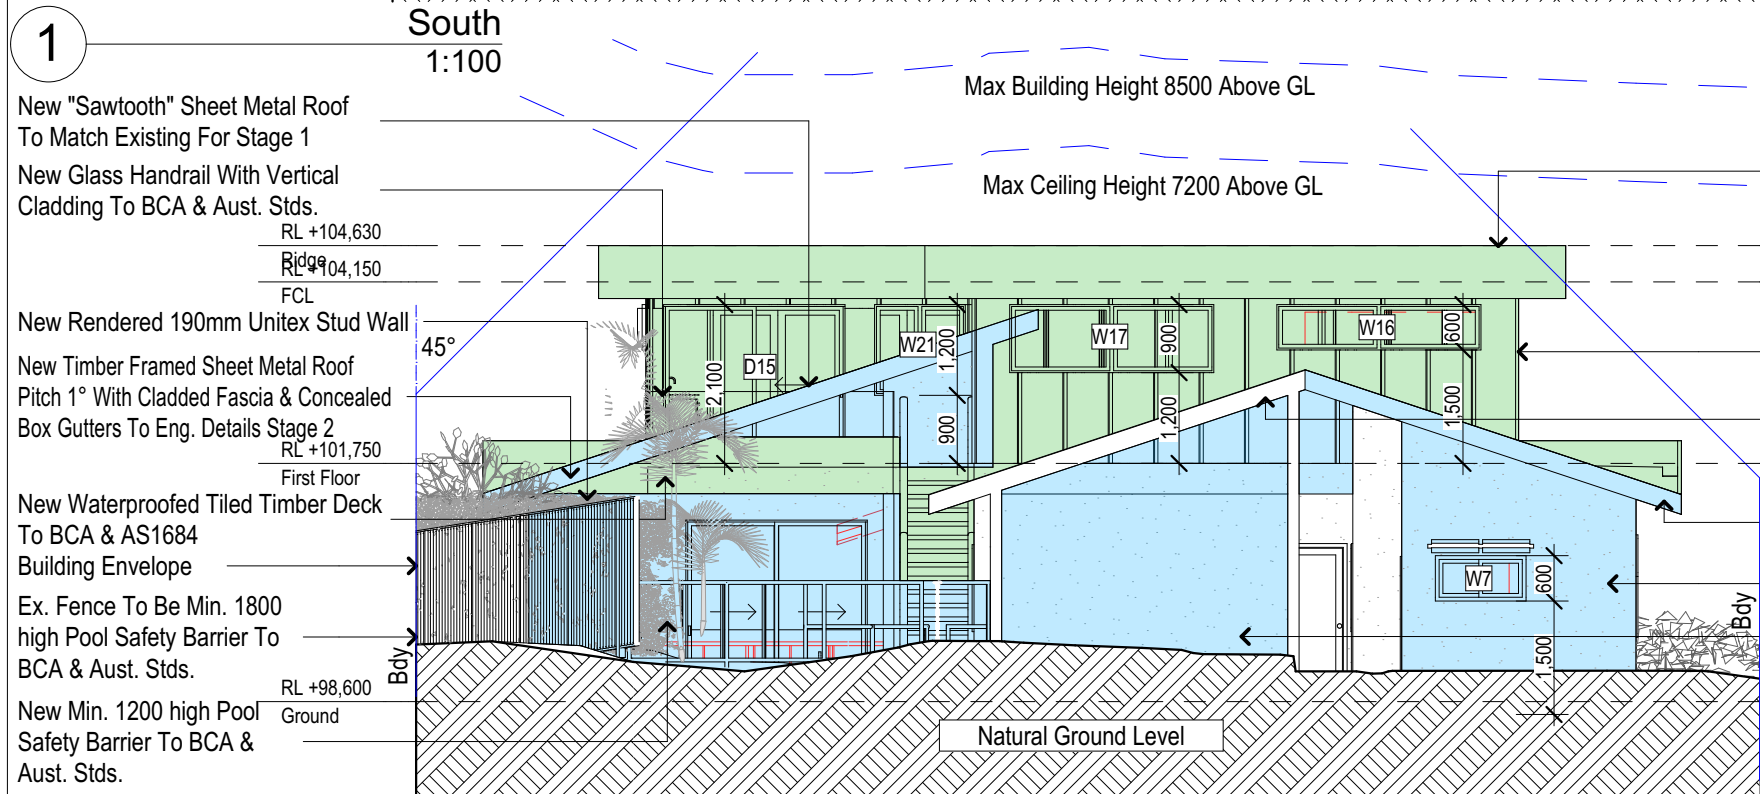 1
South
1:100
New "Sawtooth" Sheet Metal Roof
To Match Existing For Stage 1
New Glass Handrail With Vertical
Cladding To BCA & Aust. Stds.
RL +104,630
Ridge
RL +104,150
FCL
New Rendered 190mm Unitex Stud Wall
New Timber Framed Sheet Metal Roof
Pitch 1° With Cladded Fascia & Concealed
Box Gutters To Eng. Details Stage 2
RL +101,750
First Floor
New Waterproofed Tiled Timber Deck
To BCA & AS1684
Building Envelope
Ex. Fence To Be Min. 1800
high Pool Safety Barrier To
BCA & Aust. Stds.
RL +98,600
Ground
New Min. 1200 high Pool
Safety Barrier To BCA &
Aust. Stds.
Max Building Height 8500 Above GL
Max Ceiling Height 7200 Above GL
45°
D15
2,100
W21
1,200
900
W17
900
1,200
W16
600
1,500
W7
600
1,500
Bdy
Bdy
Natural Ground Level